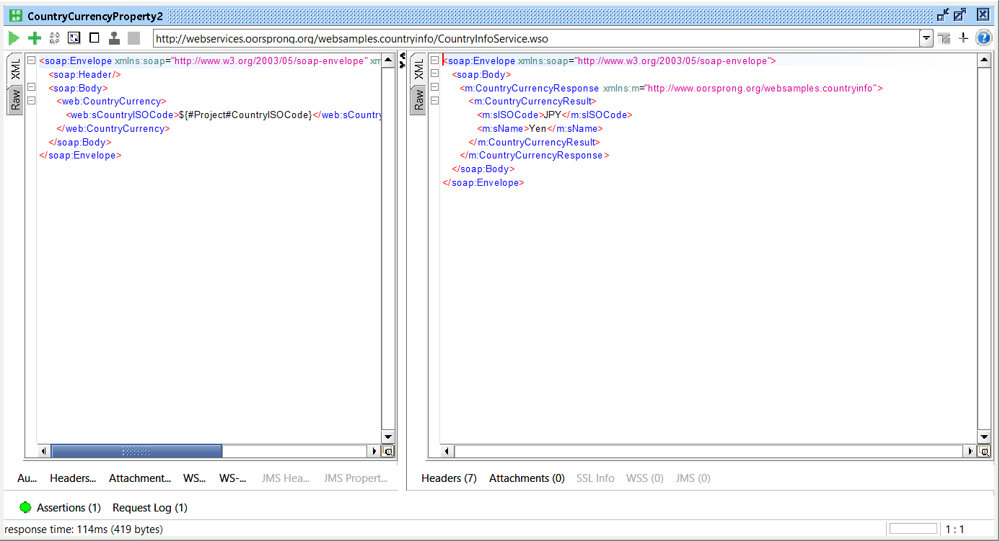 SO AP CountryCurrencyProperty2
http://webservices.oorsprong.org/websamples.countryinfo/CountryInfoService.wso
XML
Raw
<soap:Envelope xmlns:soap="http://www.w3.org/2003/05/soap-envelope" xm
<soap:Header/>
<soap:Body>
<web:CountryCurrency>
<web:sCountryISOCode>${#Project#CountryISOCode}</web:sCountry
</web:CountryCurrency>
</soap:Body>
</soap:Envelope>
XML
Raw
<soap:Envelope xmlns:soap="http://www.w3.org/2003/05/soap-envelope">
<soap:Body>
<m:CountryCurrencyResponse xmlns:m="http://www.oorsprong.org/websamples.countryinfo">
<m:CountryCurrencyResult>
<m:sISOCode>JPY</m:sISOCode>
<m:sName>Yen</m:sName>
</m:CountryCurrencyResult>
</m:CountryCurrencyResponse>
</soap:Body>
</soap:Envelope>
Au... Headers... Attachment... WS... WS-... JMS Hea... JMS Propert...
Headers (7) Attachments (0) SSL Info WSS (0) JMS (0)
Assertions (1) Request Log (1)
response time: 114ms (419 bytes)
1 : 1